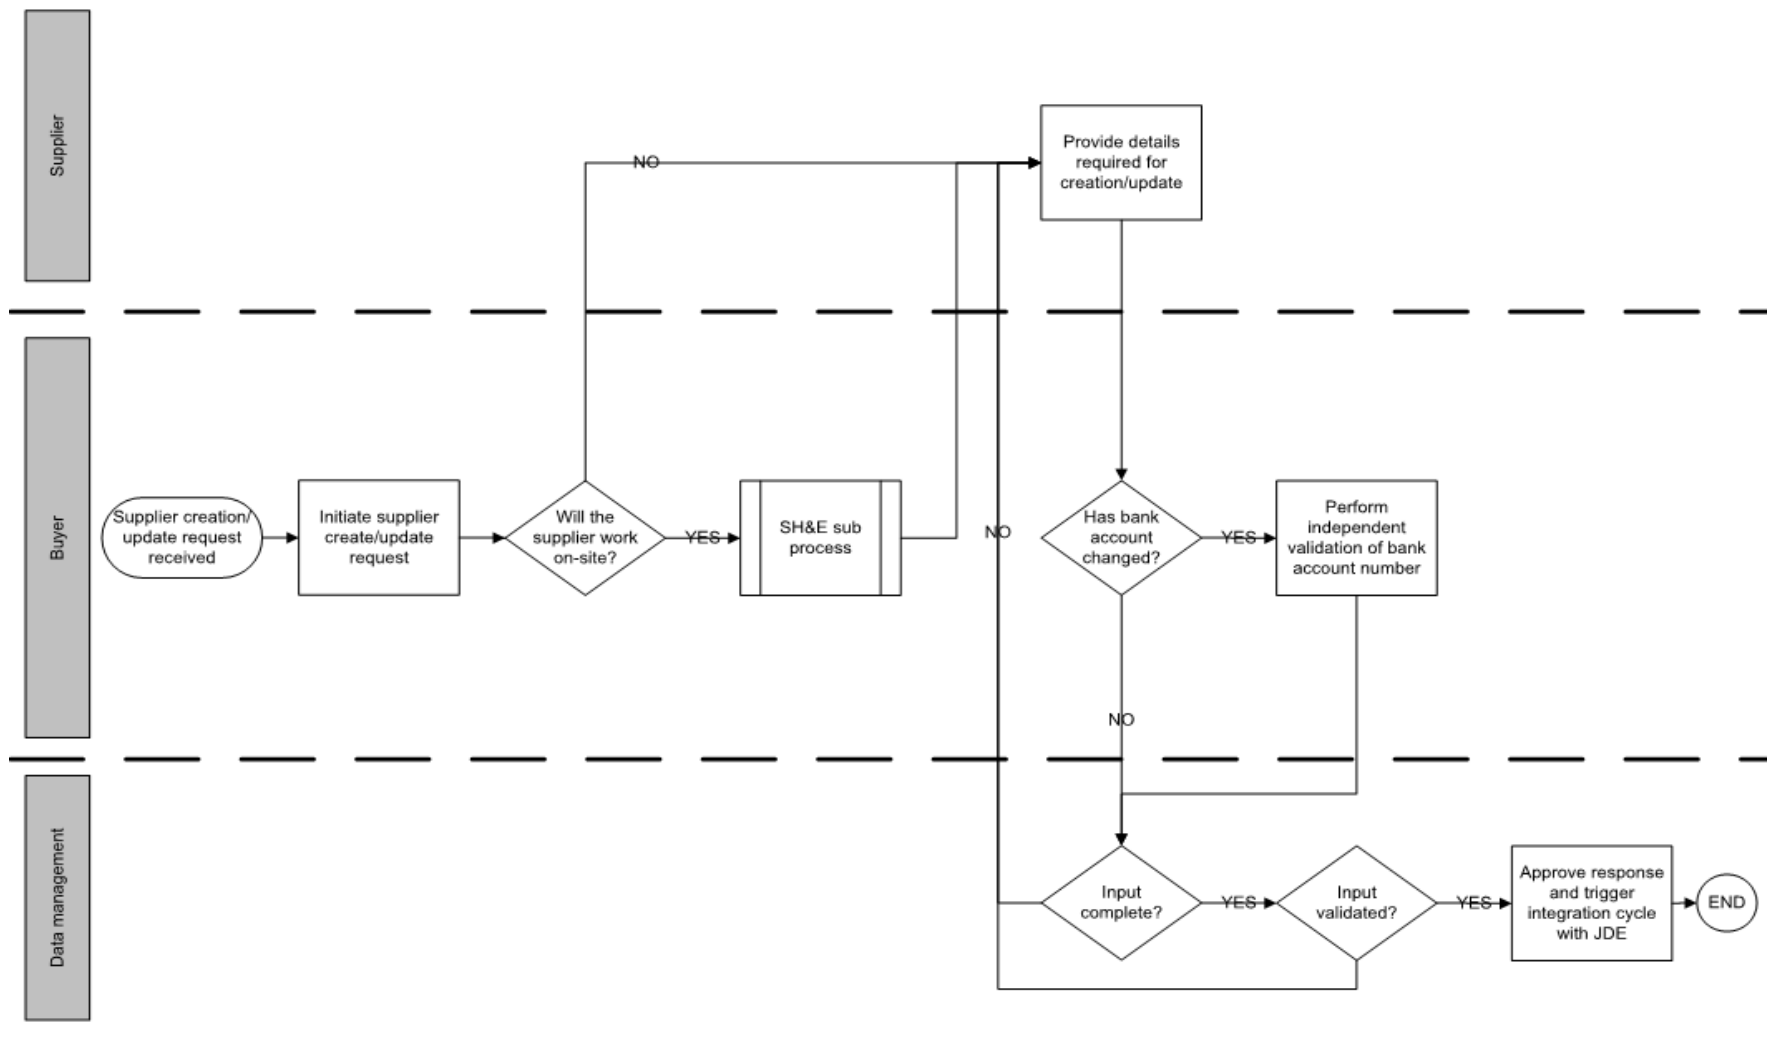 Supplier
NO
Provide details
required for
creation/update
Buyer
Supplier creation/
update request
received
Initiate supplier
create/update
request
Will the
supplier work
on-site?
YES
SH&E sub
process
NO
Has bank
account
changed?
YES
Perform
independent
validation of bank
account number
NO
Data management
Input
complete?
YES
Input
validated?
YES
Approve response
and trigger
integration cycle
with JDE
END